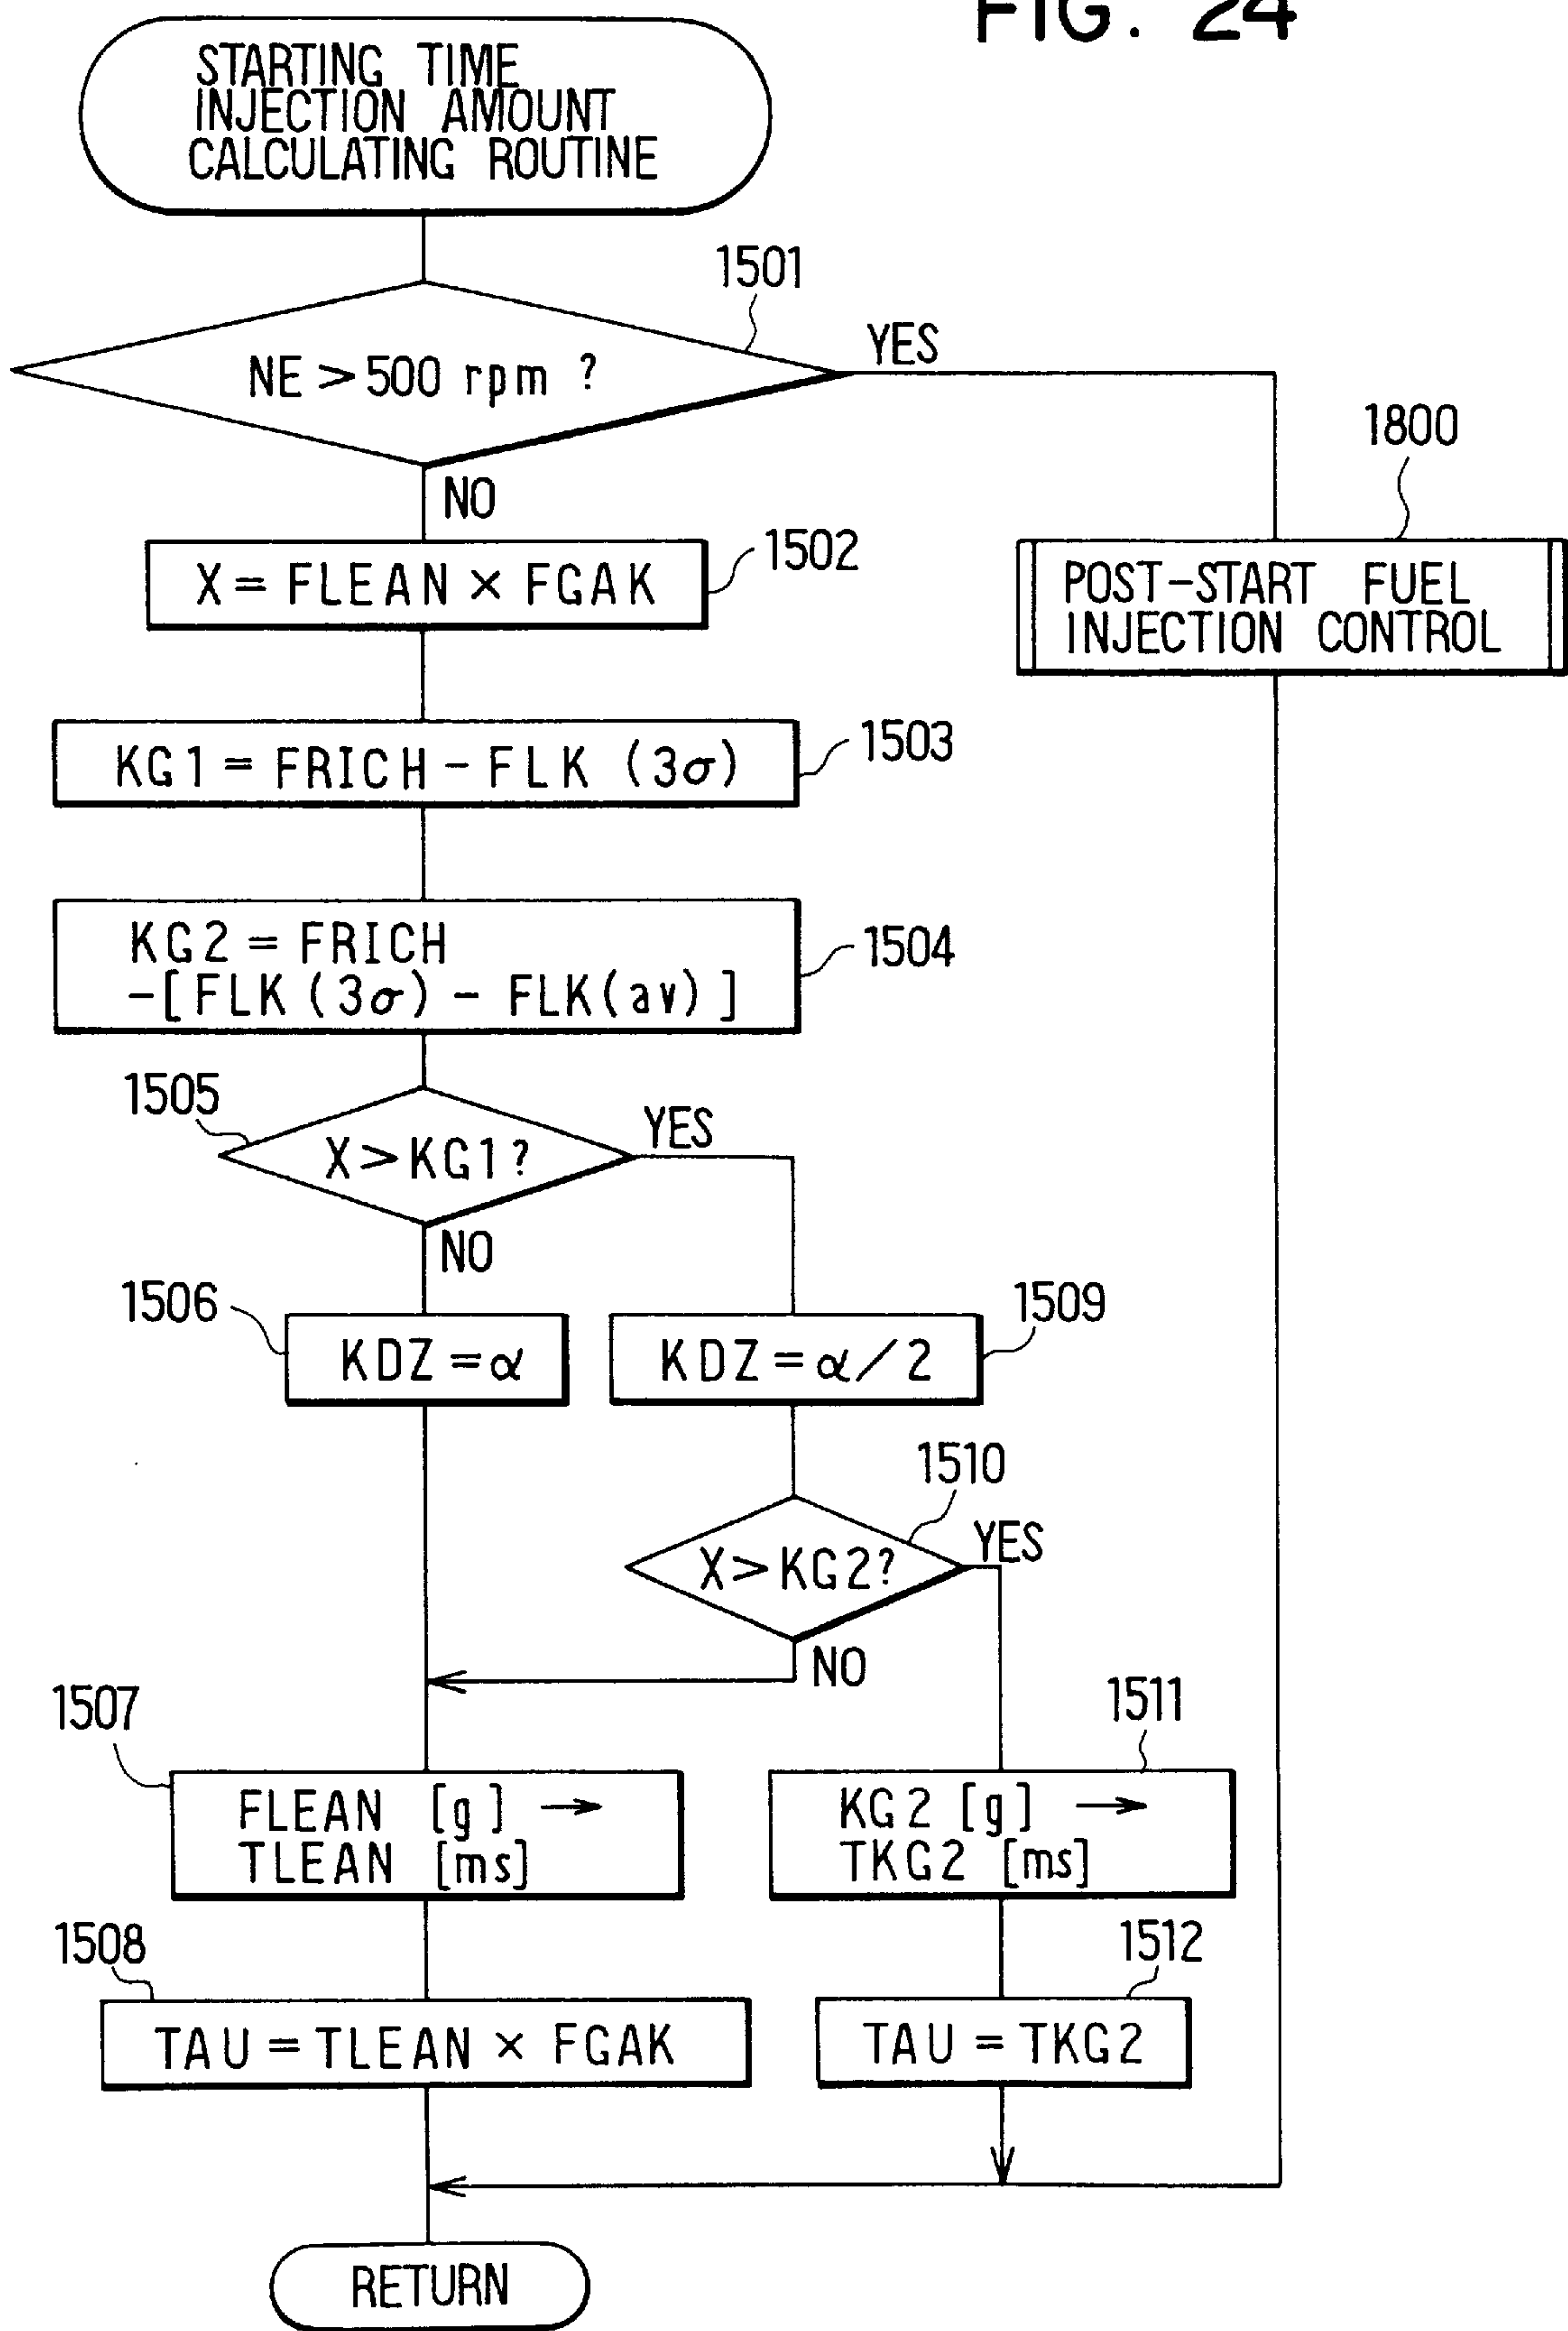 FIG. 24
STARTING TIME
INJECTION AMOUNT
CALCULATING ROUTINE
1501
NE > 500 rpm ?
YES
NO
1800
POST-START FUEL
INJECTION CONTROL
1502
X = FLEAN × FGAK
1503
KG1 = FRICH - FLK (3σ)
1504
KG2 = FRICH
-[FLK(3σ) - FLK(av)]
1505
X > KG1?
YES
NO
1506
KDZ = α
1509
KDZ = α/2
1510
X > KG2?
YES
NO
1507
FLEAN [g] →
TLEAN [ms]
1511
KG2 [g] →
TKG2 [ms]
1508
TAU = TLEAN × FGAK
1512
TAU = TKG2
RETURN